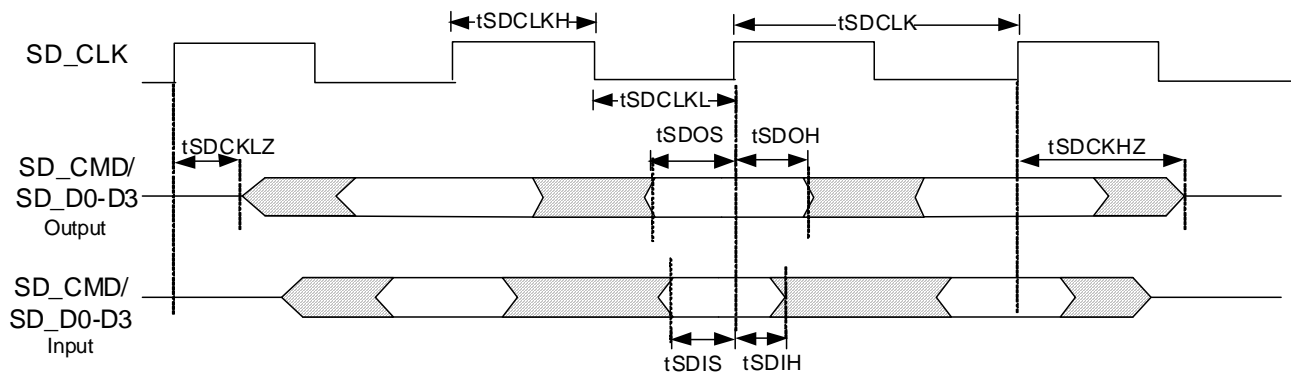 tSDCLKH
tSDCLK
SD_CLK
tSDCLKL
tSDOS
tSDOH
tSDCKLZ
tSDCKHZ
SD_CMD/
SD_D0-D3
Output
SD_CMD/
SD_D0-D3
Input
tSDIS
tSDIH